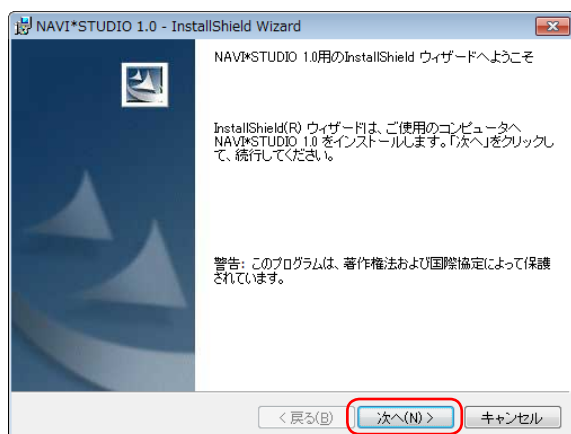 NAVI*STUDIO 1.0 - InstallShield Wizard
NAVI*STUDIO 1.0用のInstallShield ウィザードへようこそ
InstallShield(R) ウィザードは、ご使用のコンピュータへ
NAVI*STUDIO 1.0 をインストールします。「次へ」をクリックし
て、続行してください。
警告: このプログラムは、著作権法および国際協定によって保護
されています。
< 戻る(B)
次へ(N) >
キャンセル